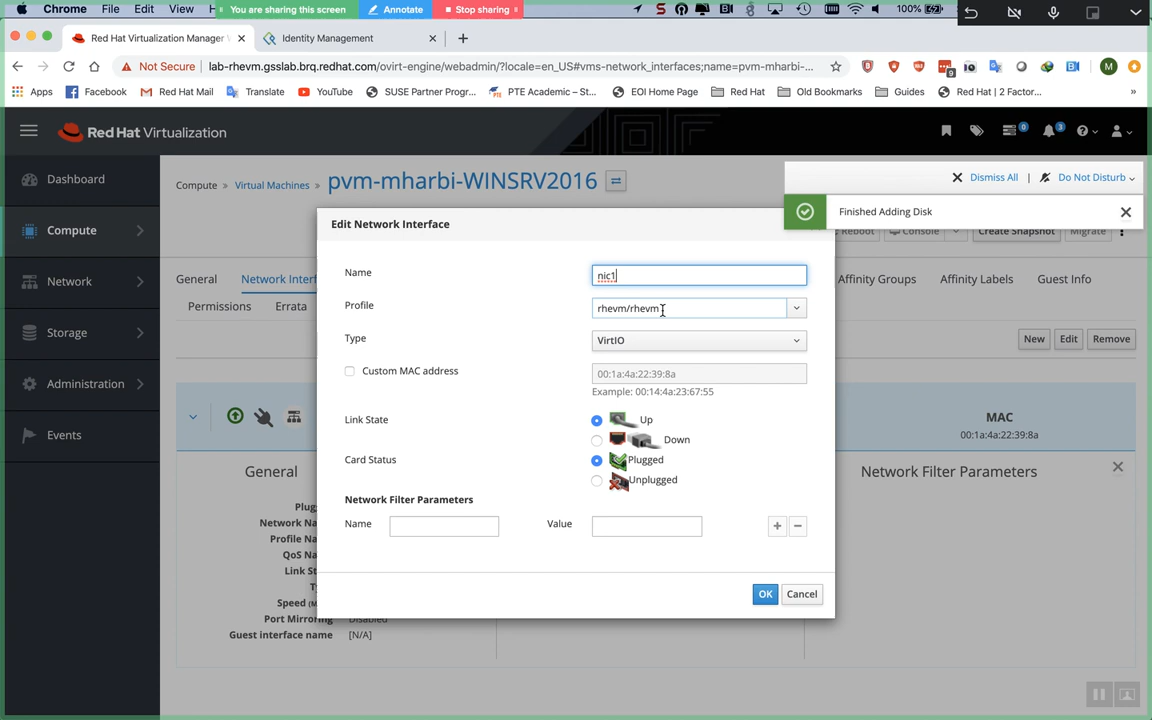 Chrome File Edit View H You are sharing this screen Annotate Stop sharing 100%
Red Hat Virtualization Manager
Identity Management
Not Secure lab-rhevm.gsslab.brq.redhat.com/ovirt-engine/webadmin/?locale=en_US#vms-network_interfaces;name=pvm-mharbi-... 9 M
Apps Facebook Red Hat Mail Translate YouTube SUSE Partner Progr... PTE Academic – St... EOI Home Page Red Hat Old Bookmarks Guides Red Hat | 2 Factor... »
Red Hat Virtualization 0 3
Dashboard
Compute
Network
Storage
Administration
Events
Compute » Virtual Machines » pvm-mharbi-WINSRV2016
Dismiss All | Do Not Disturb
Finished Adding Disk
Reboot Console Create Snapshot Migrate
General Network Interf Affinity Groups Affinity Labels Guest Info
Permissions Errata
New Edit Remove
MAC
00:1a:4a:22:39:8a
General
Network Filter Parameters
Plug
Network Na
Profile N
QoS N
Link St
T
Speed (M
Port Mirroring Disabled
Guest interface name [N/A]
Edit Network Interface
Name nic1
Profile rhevm/rhevm
Type VirtIO
Custom MAC address 00:1a:4a:22:39:8a
Example: 00:14:4a:23:67:55
Link State Up
Down
Card Status Plugged
Unplugged
Network Filter Parameters
Name Value
OK Cancel